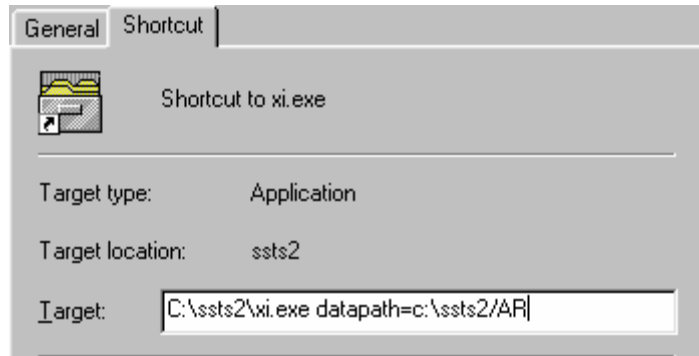 General Shortcut
Shortcut to xi.exe
Target type: Application
Target location: ssts2
Target: C:\ssts2\xi.exe datapath=c:\ssts2/AR